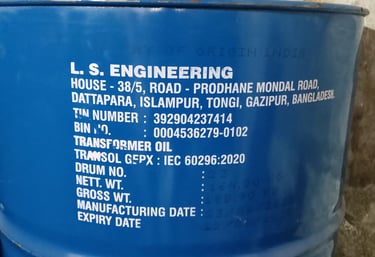 L. S. ENGINEERING
HOUSE - 38/5, ROAD - PRODHANE MONDAL ROAD,
DATTAPARA, ISLAMPUR, TONGI, GAZIPUR, BANGLADESH.
TIN NUMBER : 392904237414
BIN NO. : 0004536279-0102
TRANSFORMER OIL
TRANSOL GEPX : IEC 60296:2020
DRUM NO. :
NETT. WT. :
GROSS WT. :
MANUFACTURING DATE :
EXPIRY DATE